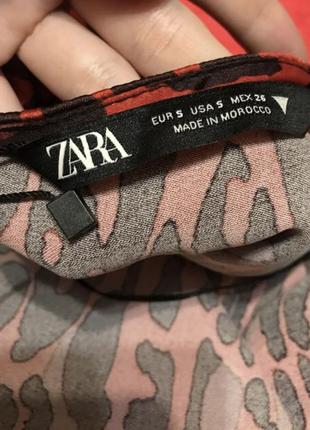 ZARA
EUR S USA S MEX 26
MADE IN MOROCCO